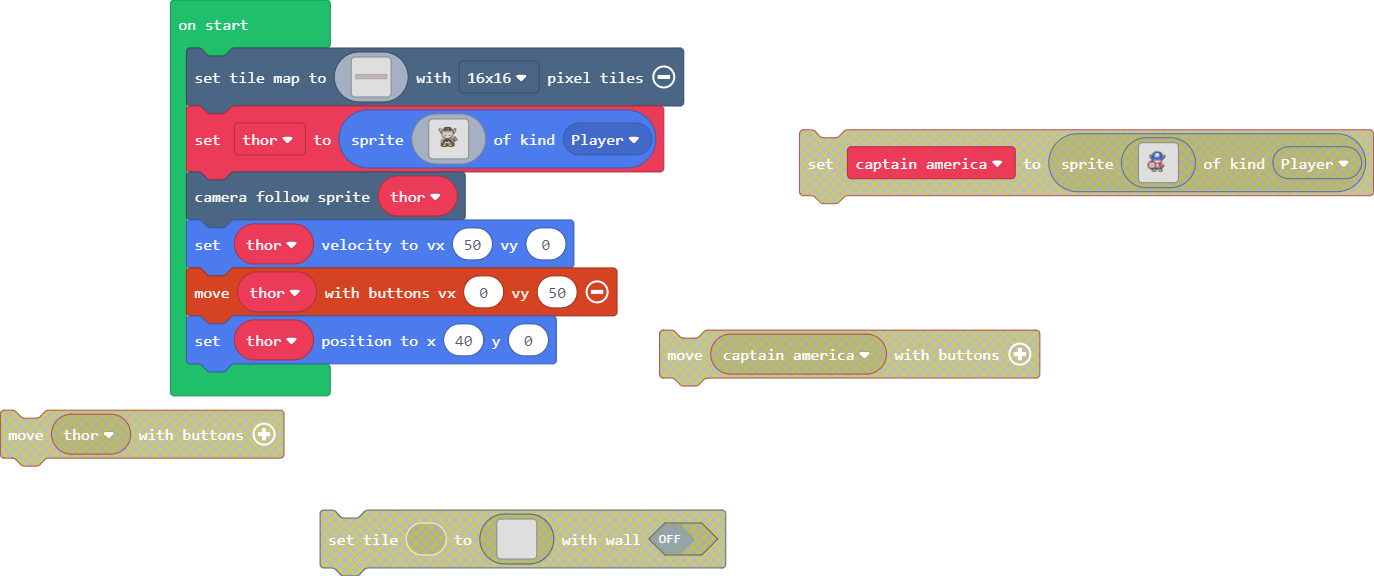 on start
set tile map to with 16x16 pixel tiles
set thor to sprite of kind Player
camera follow sprite thor
set thor velocity to vx 50 vy 0
move thor with buttons vx 0 vy 50
set thor position to x 40 y 0
set captain america to sprite of kind Player
move captain america with buttons
move thor with buttons
set tile to with wall OFF